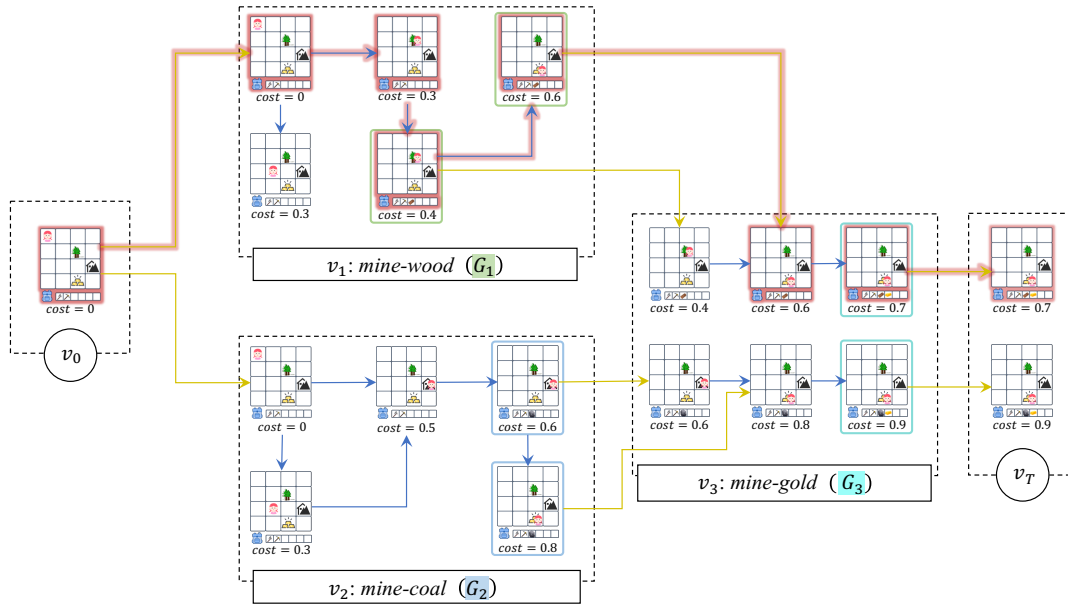 cost = 0
cost = 0.3
cost = 0.6
cost = 0.3
cost = 0.4
v₁: mine-wood (G₁)
cost = 0
v₀
cost = 0.4
cost = 0.6
cost = 0.7
cost = 0.7
cost = 0
cost = 0.5
cost = 0.6
cost = 0.6
cost = 0.8
cost = 0.9
cost = 0.9
v₃: mine-gold (G₃)
v_T
cost = 0.3
cost = 0.8
v₂: mine-coal (G₂)